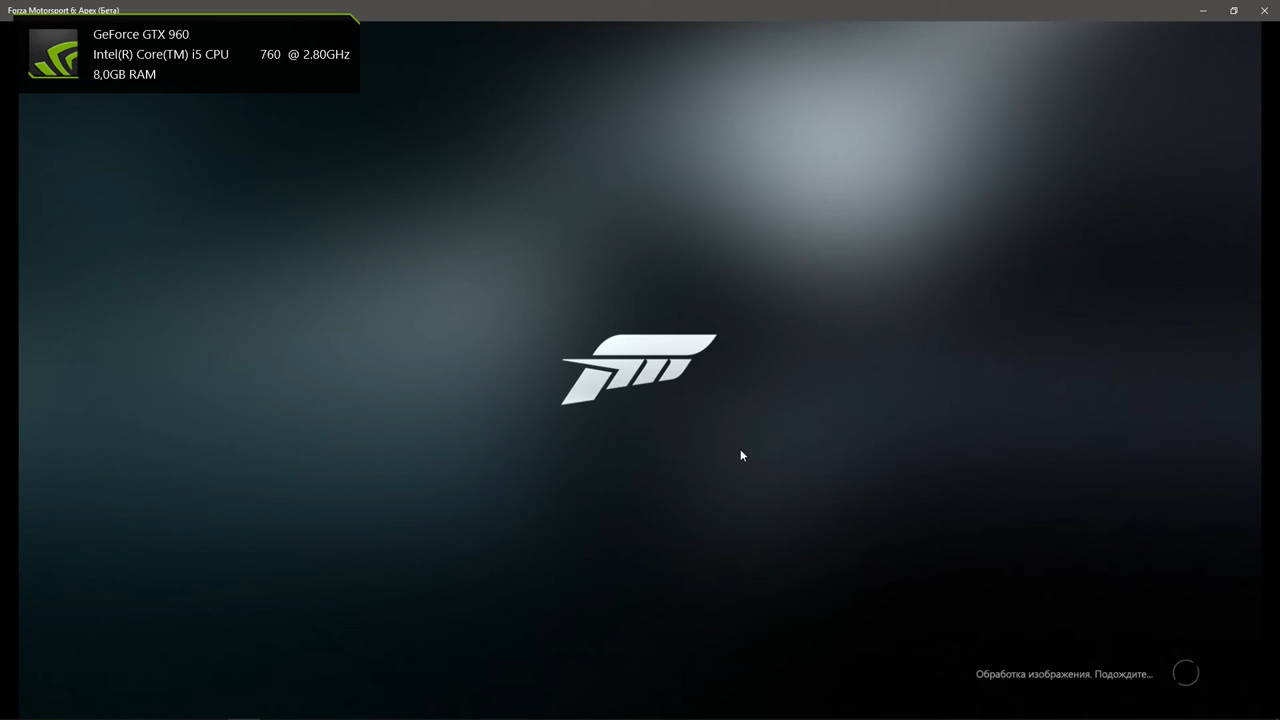 Forza Motorsport 6: Apex (Бета)
GeForce GTX 960
Intel(R) Core(TM) i5 CPU 760 @ 2.80GHz
8,0GB RAM
Обработка изображения. Подождите...